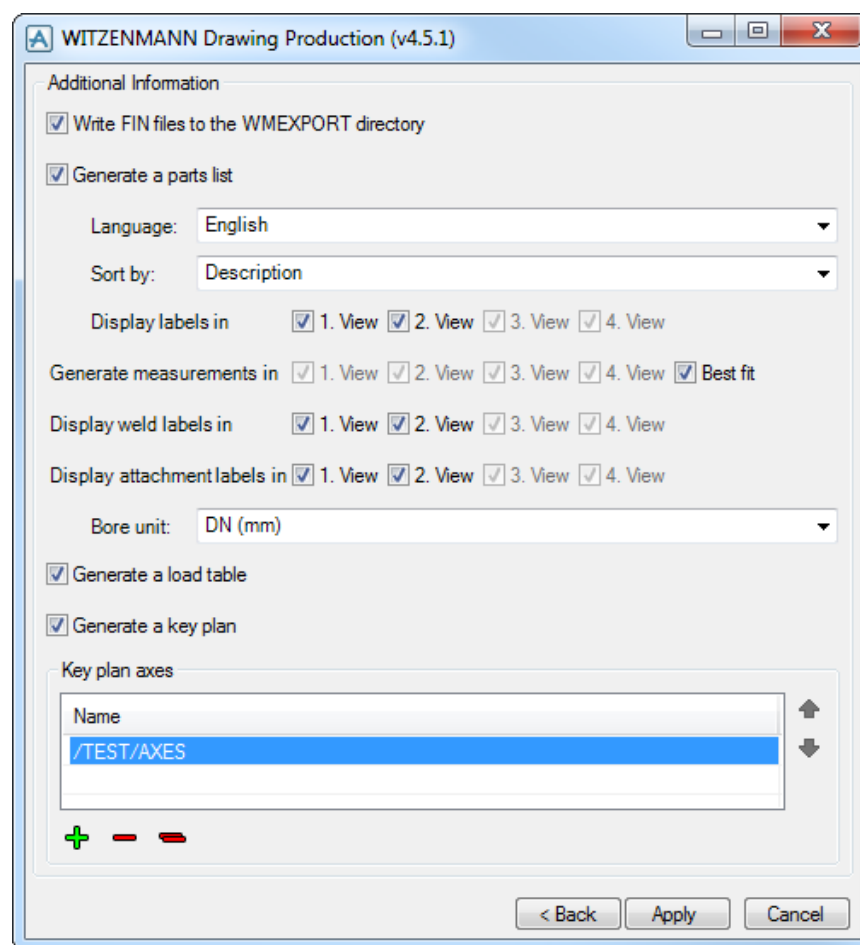 WITZENMANN Drawing Production (v4.5.1)
Additional Information
Write FIN files to the WMEXPORT directory
Generate a parts list
Language: English
Sort by: Description
Display labels in 1. View 2. View 3. View 4. View
Generate measurements in 1. View 2. View 3. View 4. View Best fit
Display weld labels in 1. View 2. View 3. View 4. View
Display attachment labels in 1. View 2. View 3. View 4. View
Bore unit: DN (mm)
Generate a load table
Generate a key plan
Key plan axes
Name
/TEST/AXES
< Back Apply Cancel